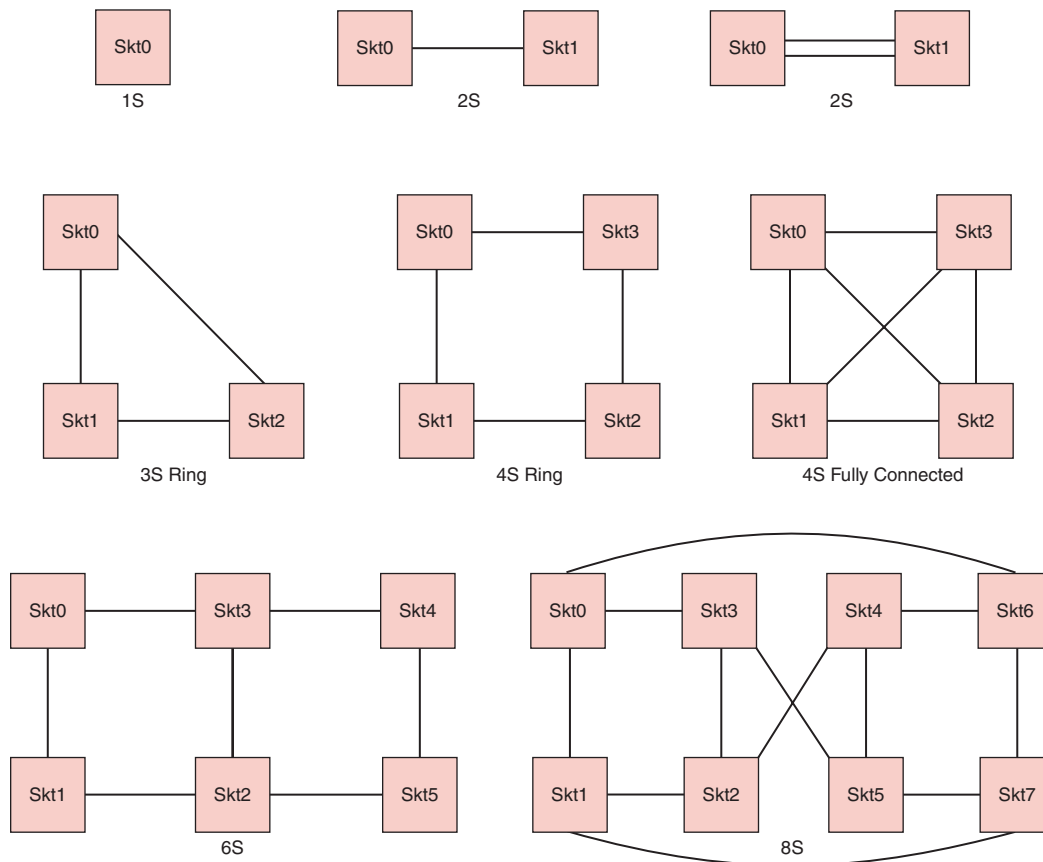 Skt0
1S
Skt0 Skt1
2S
Skt0 Skt1
2S
Skt0
Skt1 Skt2
3S Ring
Skt0 Skt3
Skt1 Skt2
4S Ring
Skt0 Skt3
Skt1 Skt2
4S Fully Connected
Skt0 Skt3 Skt4
Skt1 Skt2 Skt5
6S
Skt0 Skt3 Skt4 Skt6
Skt1 Skt2 Skt5 Skt7
8S